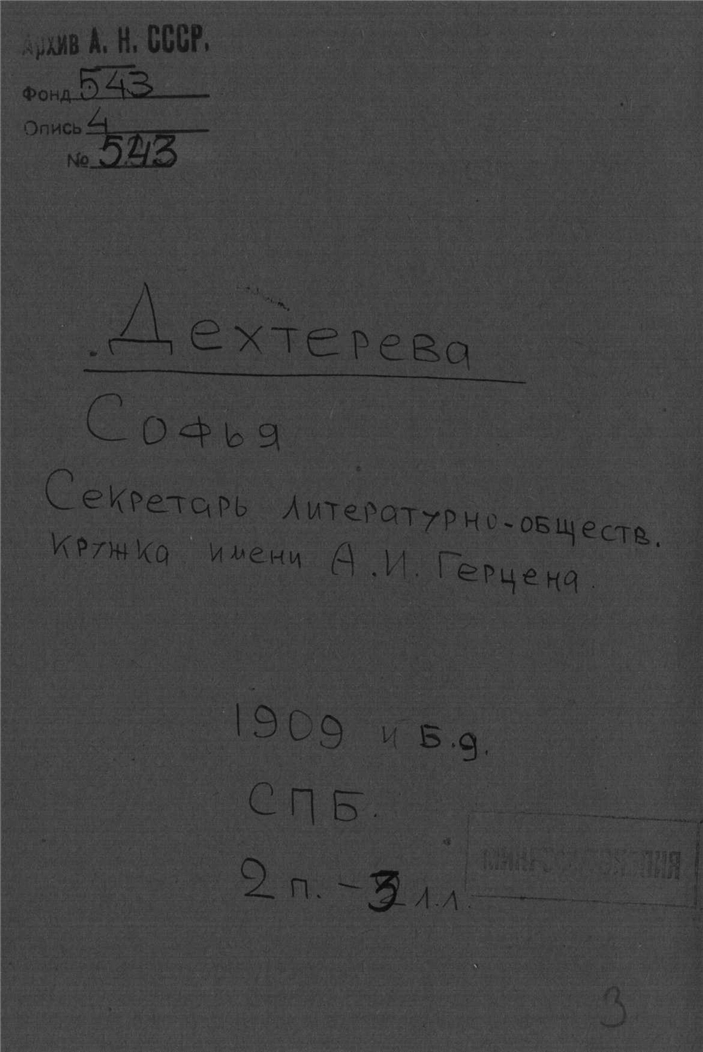 Архив А. Н. СССР.
Фонд 543
Опись 4
№ 543
Дехтерева
Софья
Секретарь литературно-обществ.
кружка имени А.И. Герцена.
1909 и б.д.
СПБ.
2 п. – 3 л.л.
3